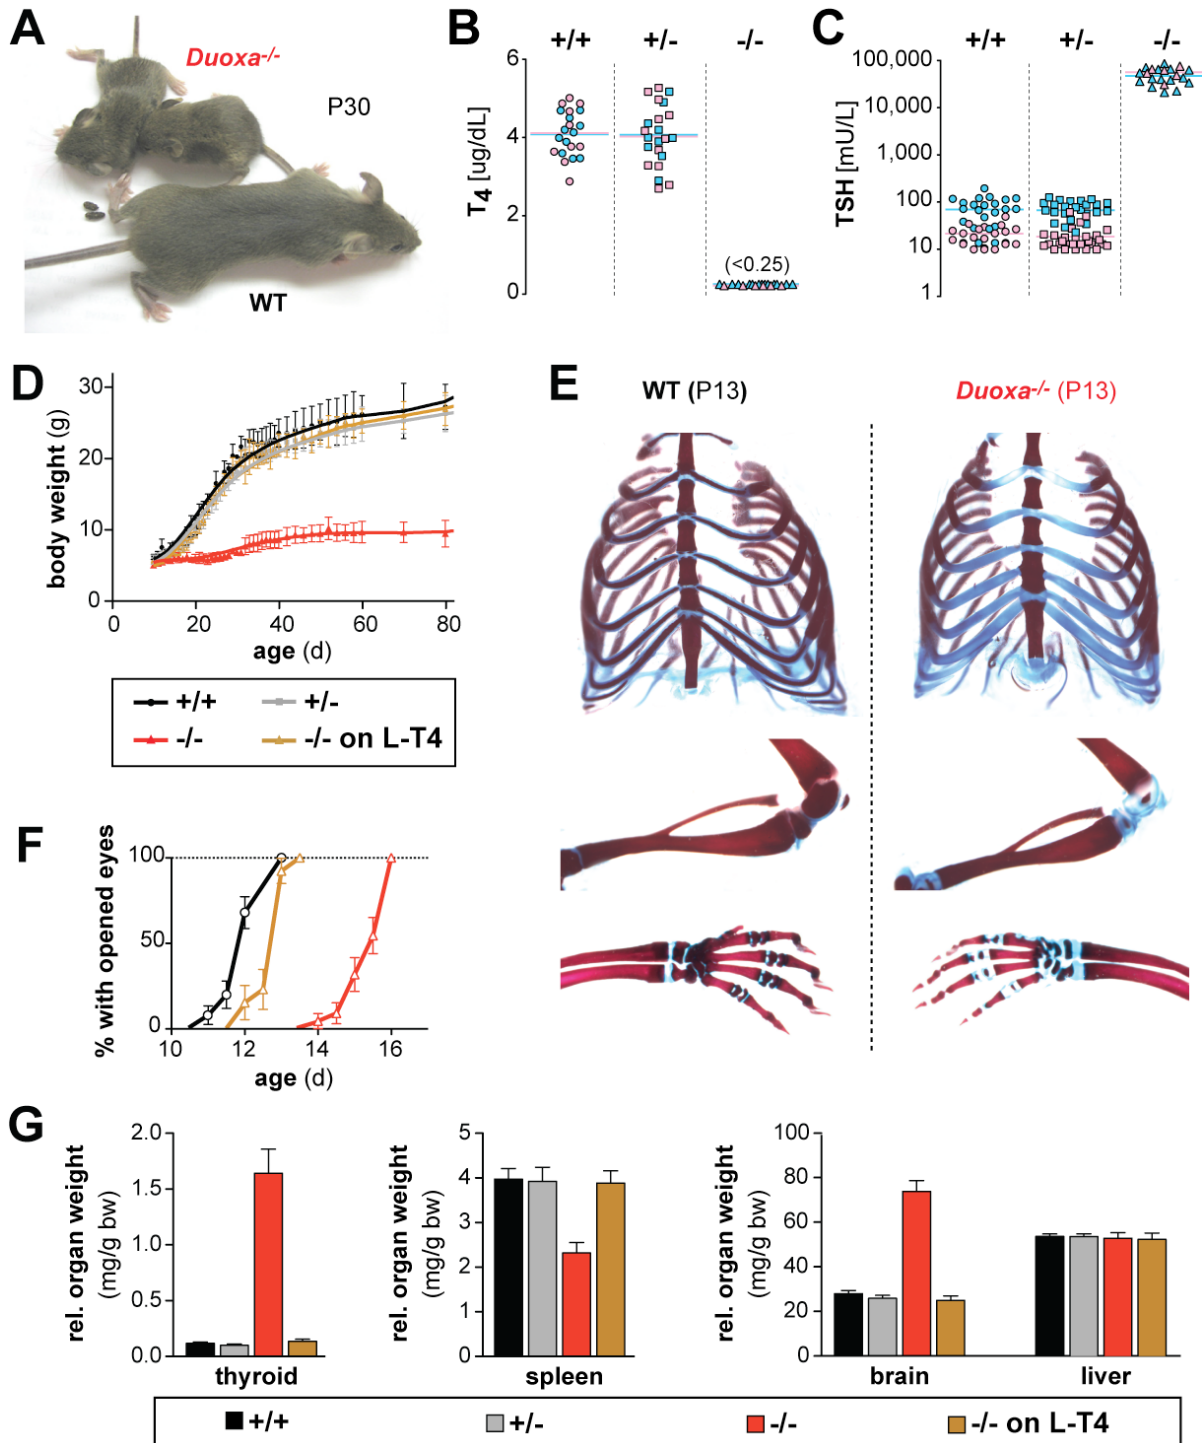 A
Duoxa-/-
P30
WT
B
+/+ +/- -/-
T4 [ug/dL]
6
4
2
0
(<0.25)
C
+/+ +/- -/-
TSH [mU/L]
100,000
10,000
1,000
100
10
1
D
body weight (g)
30
20
10
0
0 20 40 60 80
age (d)
+/+ +/-
-/- -/- on L-T4
E
WT (P13)
Duoxa-/- (P13)
F
% with opened eyes
100
50
0
10 12 14 16
age (d)
G
rel. organ weight
(mg/g bw)
2.0
1.5
1.0
0.5
0.0
thyroid
rel. organ weight
(mg/g bw)
5
4
3
2
1
0
spleen
rel. organ weight
(mg/g bw)
100
80
60
40
20
0
brain liver
+/+ +/- -/- -/- on L-T4